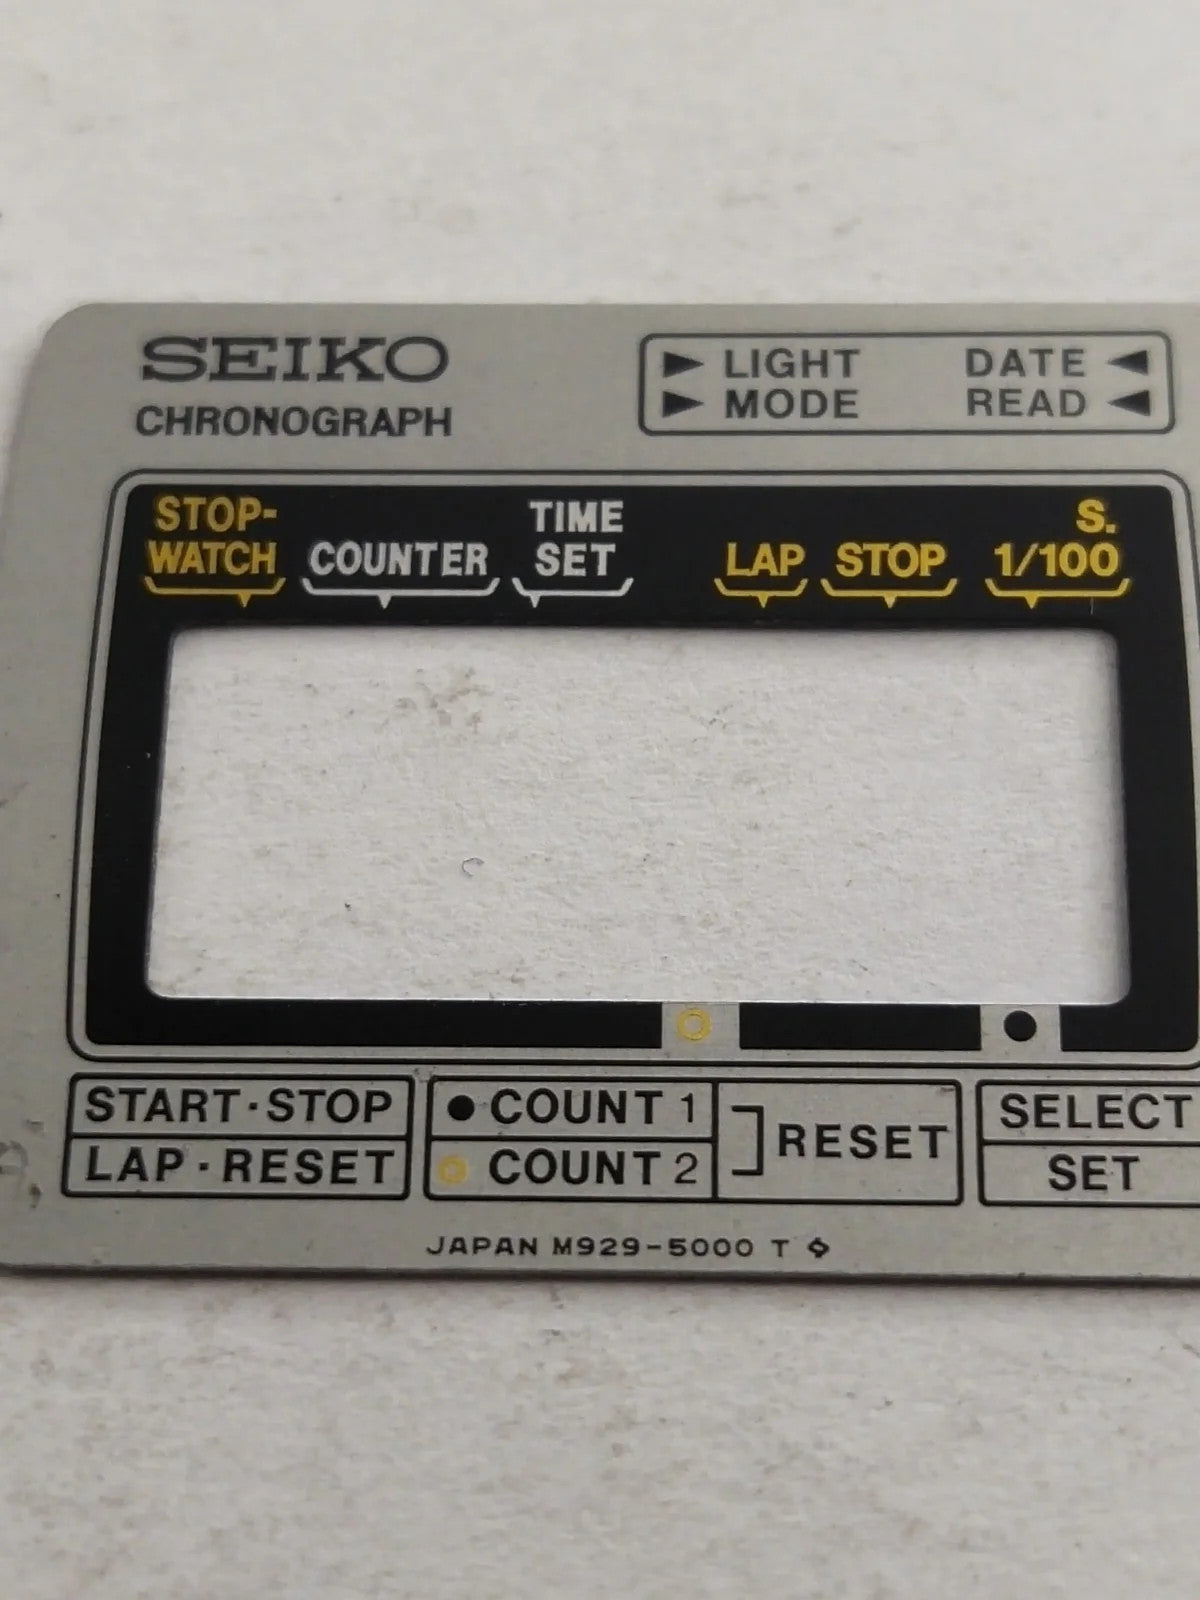 SEIKO
CHRONOGRAPH
LIGHT DATE
MODE READ
STOP-
WATCH
COUNTER
TIME
SET
LAP
STOP
S.
1/100
START·STOP
LAP·RESET
COUNT 1
COUNT 2
RESET
SELECT
SET
JAPAN M929-5000 T